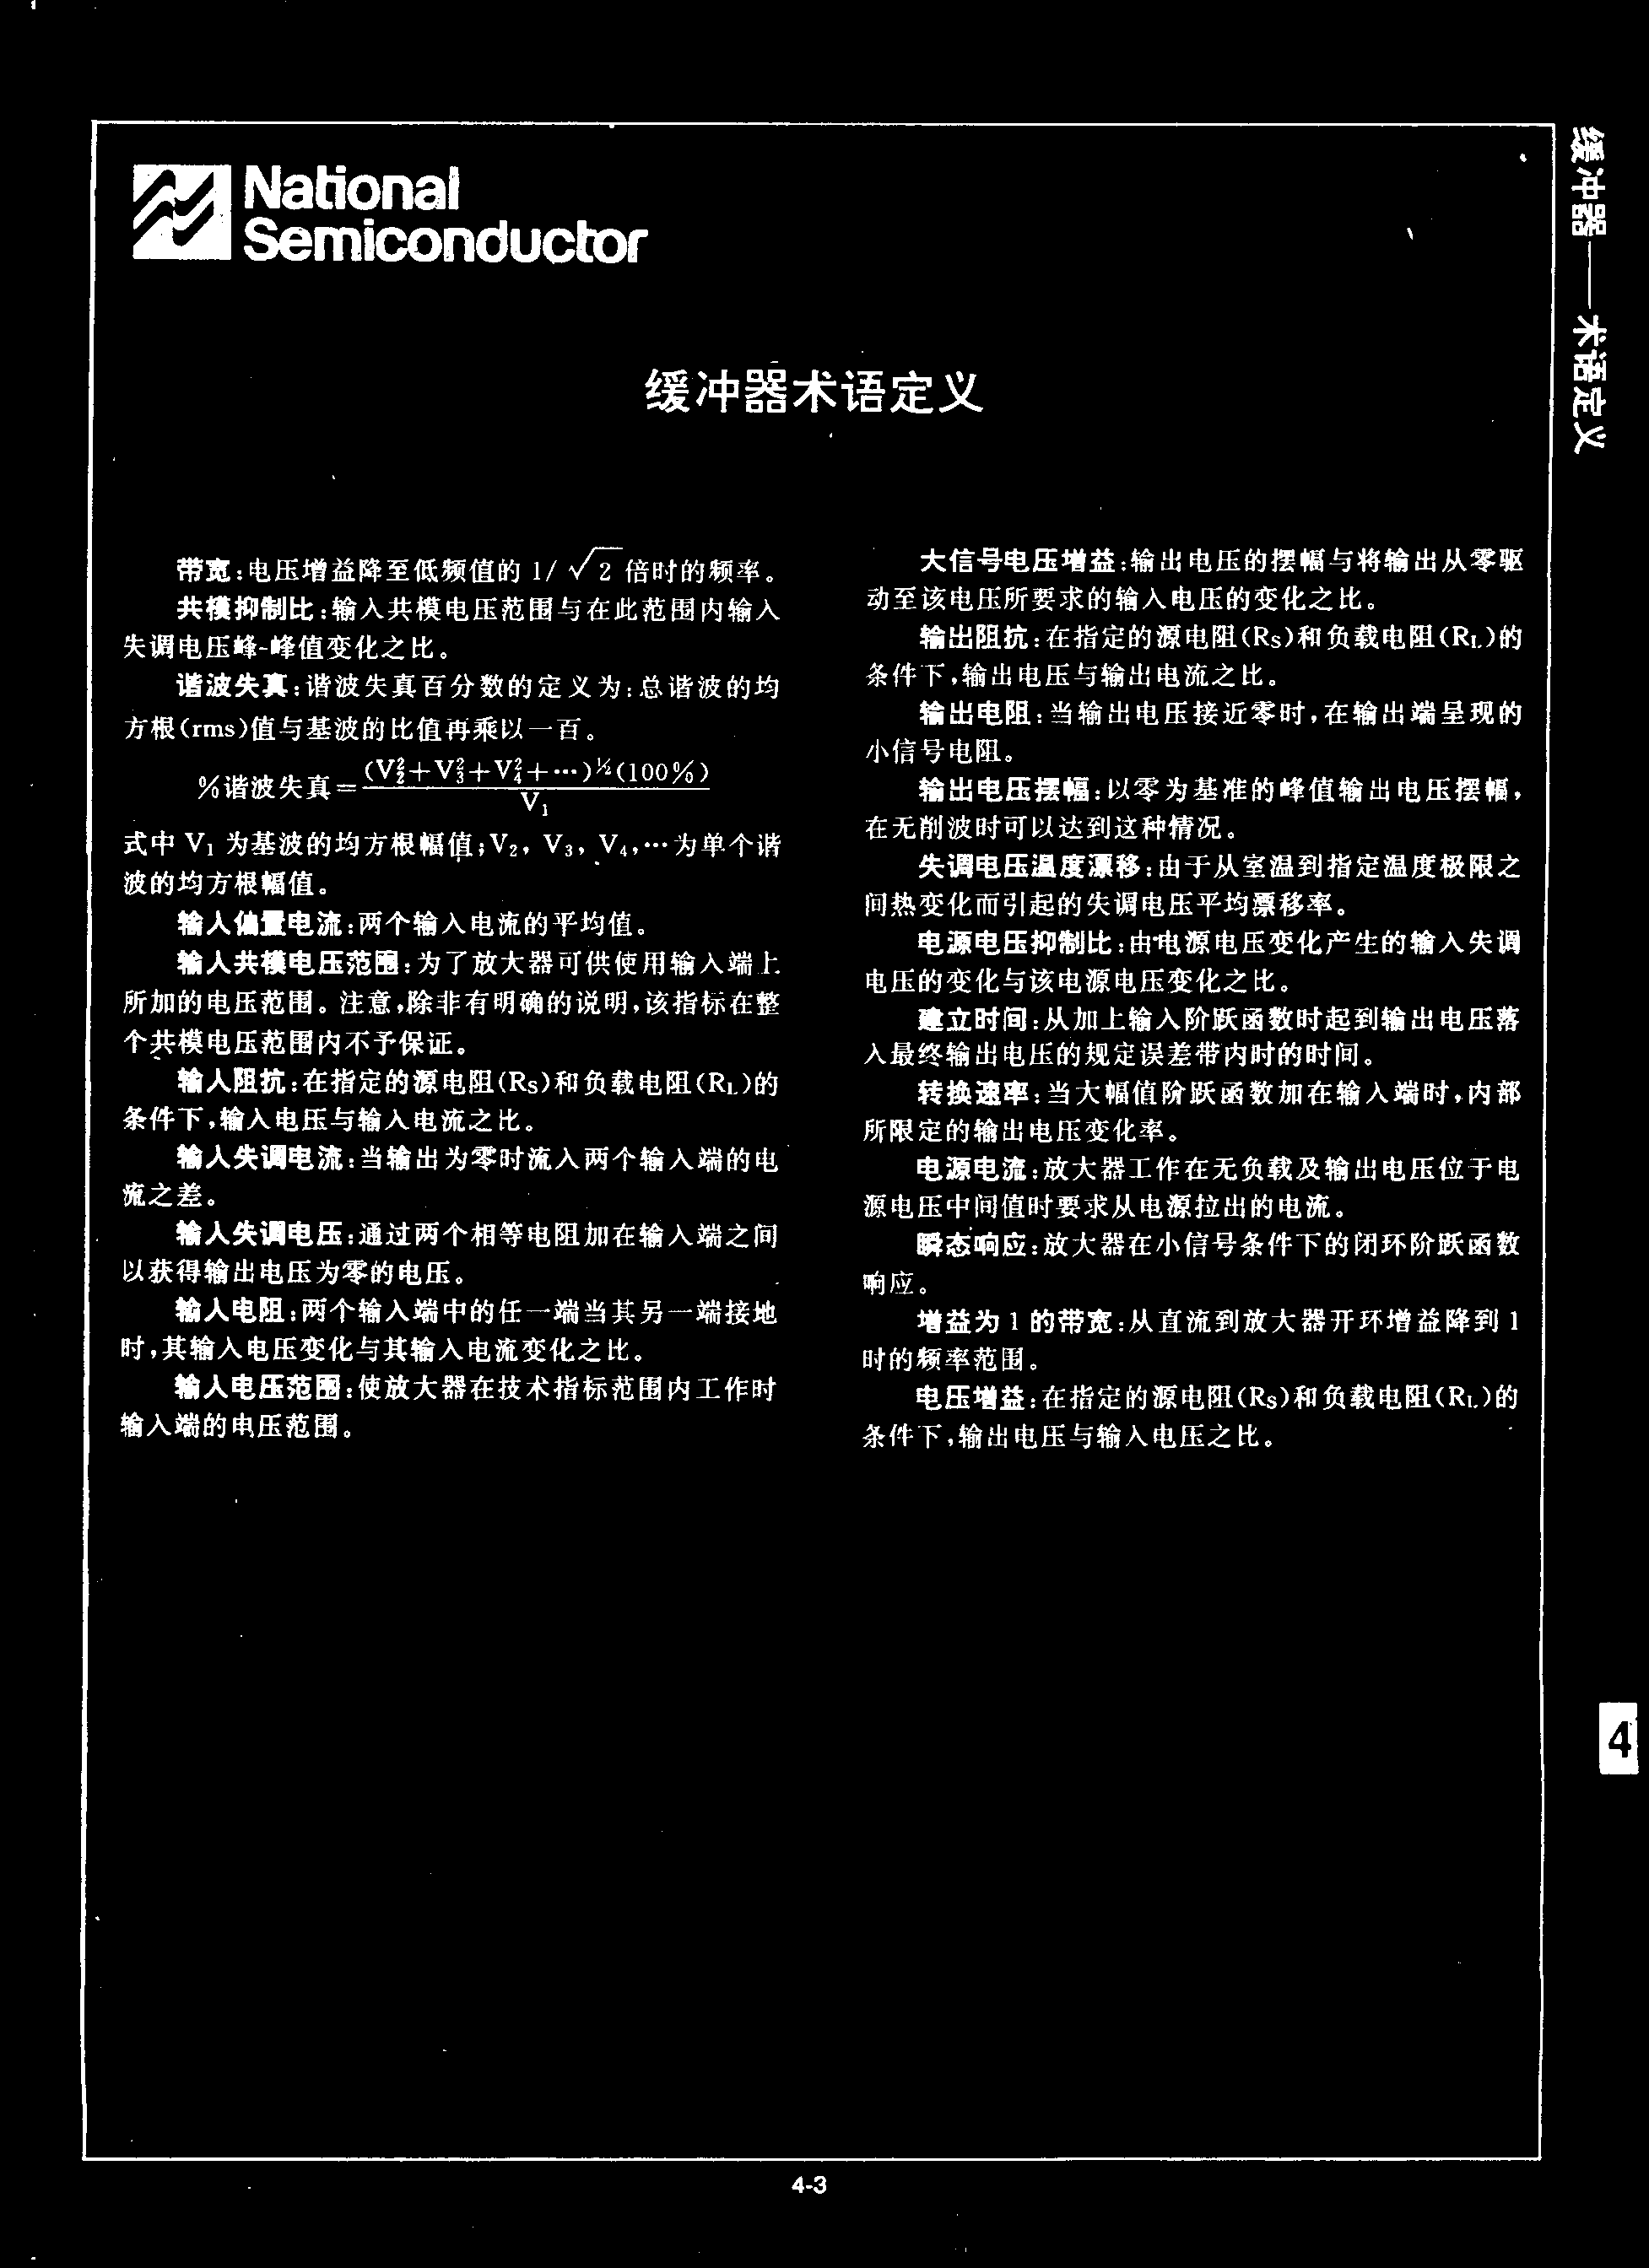 National
Semiconductor
缓冲器——术语定义
缓冲器术语定义
带宽:电压增益降至低频值的 1/√2 倍时的频率。
共模抑制比:输入共模电压范围与在此范围内输入
失调电压峰-峰值变化之比。
谐波失真:谐波失真百分数的定义为:总谐波的均
方根(rms)值与基波的比值再乘以一百。
%谐波失真=(V₂²+V₃²+V₄²+…)^½(100%)/V₁
式中 V₁ 为基波的均方根幅值;V₂, V₃, V₄,…为单个谐
波的均方根幅值。
输入偏置电流:两个输入电流的平均值。
输入共模电压范围:为了放大器可供使用输入端上
所加的电压范围。注意,除非有明确的说明,该指标在整
个共模电压范围内不予保证。
输入阻抗:在指定的源电阻(Rs)和负载电阻(RL)的
条件下,输入电压与输入电流之比。
输入失调电流:当输出为零时流入两个输入端的电
流之差。
输入失调电压:通过两个相等电阻加在输入端之间
以获得输出电压为零的电压。
输入电阻:两个输入端中的任一端当其另一端接地
时,其输入电压变化与其输入电流变化之比。
输入电压范围:使放大器在技术指标范围内工作时
输入端的电压范围。
大信号电压增益:输出电压的摆幅与将输出从零驱
动至该电压所要求的输入电压的变化之比。
输出阻抗:在指定的源电阻(Rs)和负载电阻(RL)的
条件下,输出电压与输出电流之比。
输出电阻:当输出电压接近零时,在输出端呈现的
小信号电阻。
输出电压摆幅:以零为基准的峰值输出电压摆幅,
在无削波时可以达到这种情况。
失调电压温度漂移:由于从室温到指定温度极限之
间热变化而引起的失调电压平均漂移率。
电源电压抑制比:由电源电压变化产生的输入失调
电压的变化与该电源电压变化之比。
建立时间:从加上输入阶跃函数时起到输出电压落
入最终输出电压的规定误差带内时的时间。
转换速率:当大幅值阶跃函数加在输入端时,内部
所限定的输出电压变化率。
电源电流:放大器工作在无负载及输出电压位于电
源电压中间值时要求从电源拉出的电流。
瞬态响应:放大器在小信号条件下的闭环阶跃函数
响应。
增益为 1 的带宽:从直流到放大器开环增益降到 1
时的频率范围。
电压增益:在指定的源电阻(Rs)和负载电阻(RL)的
条件下,输出电压与输入电压之比。
4
4-3